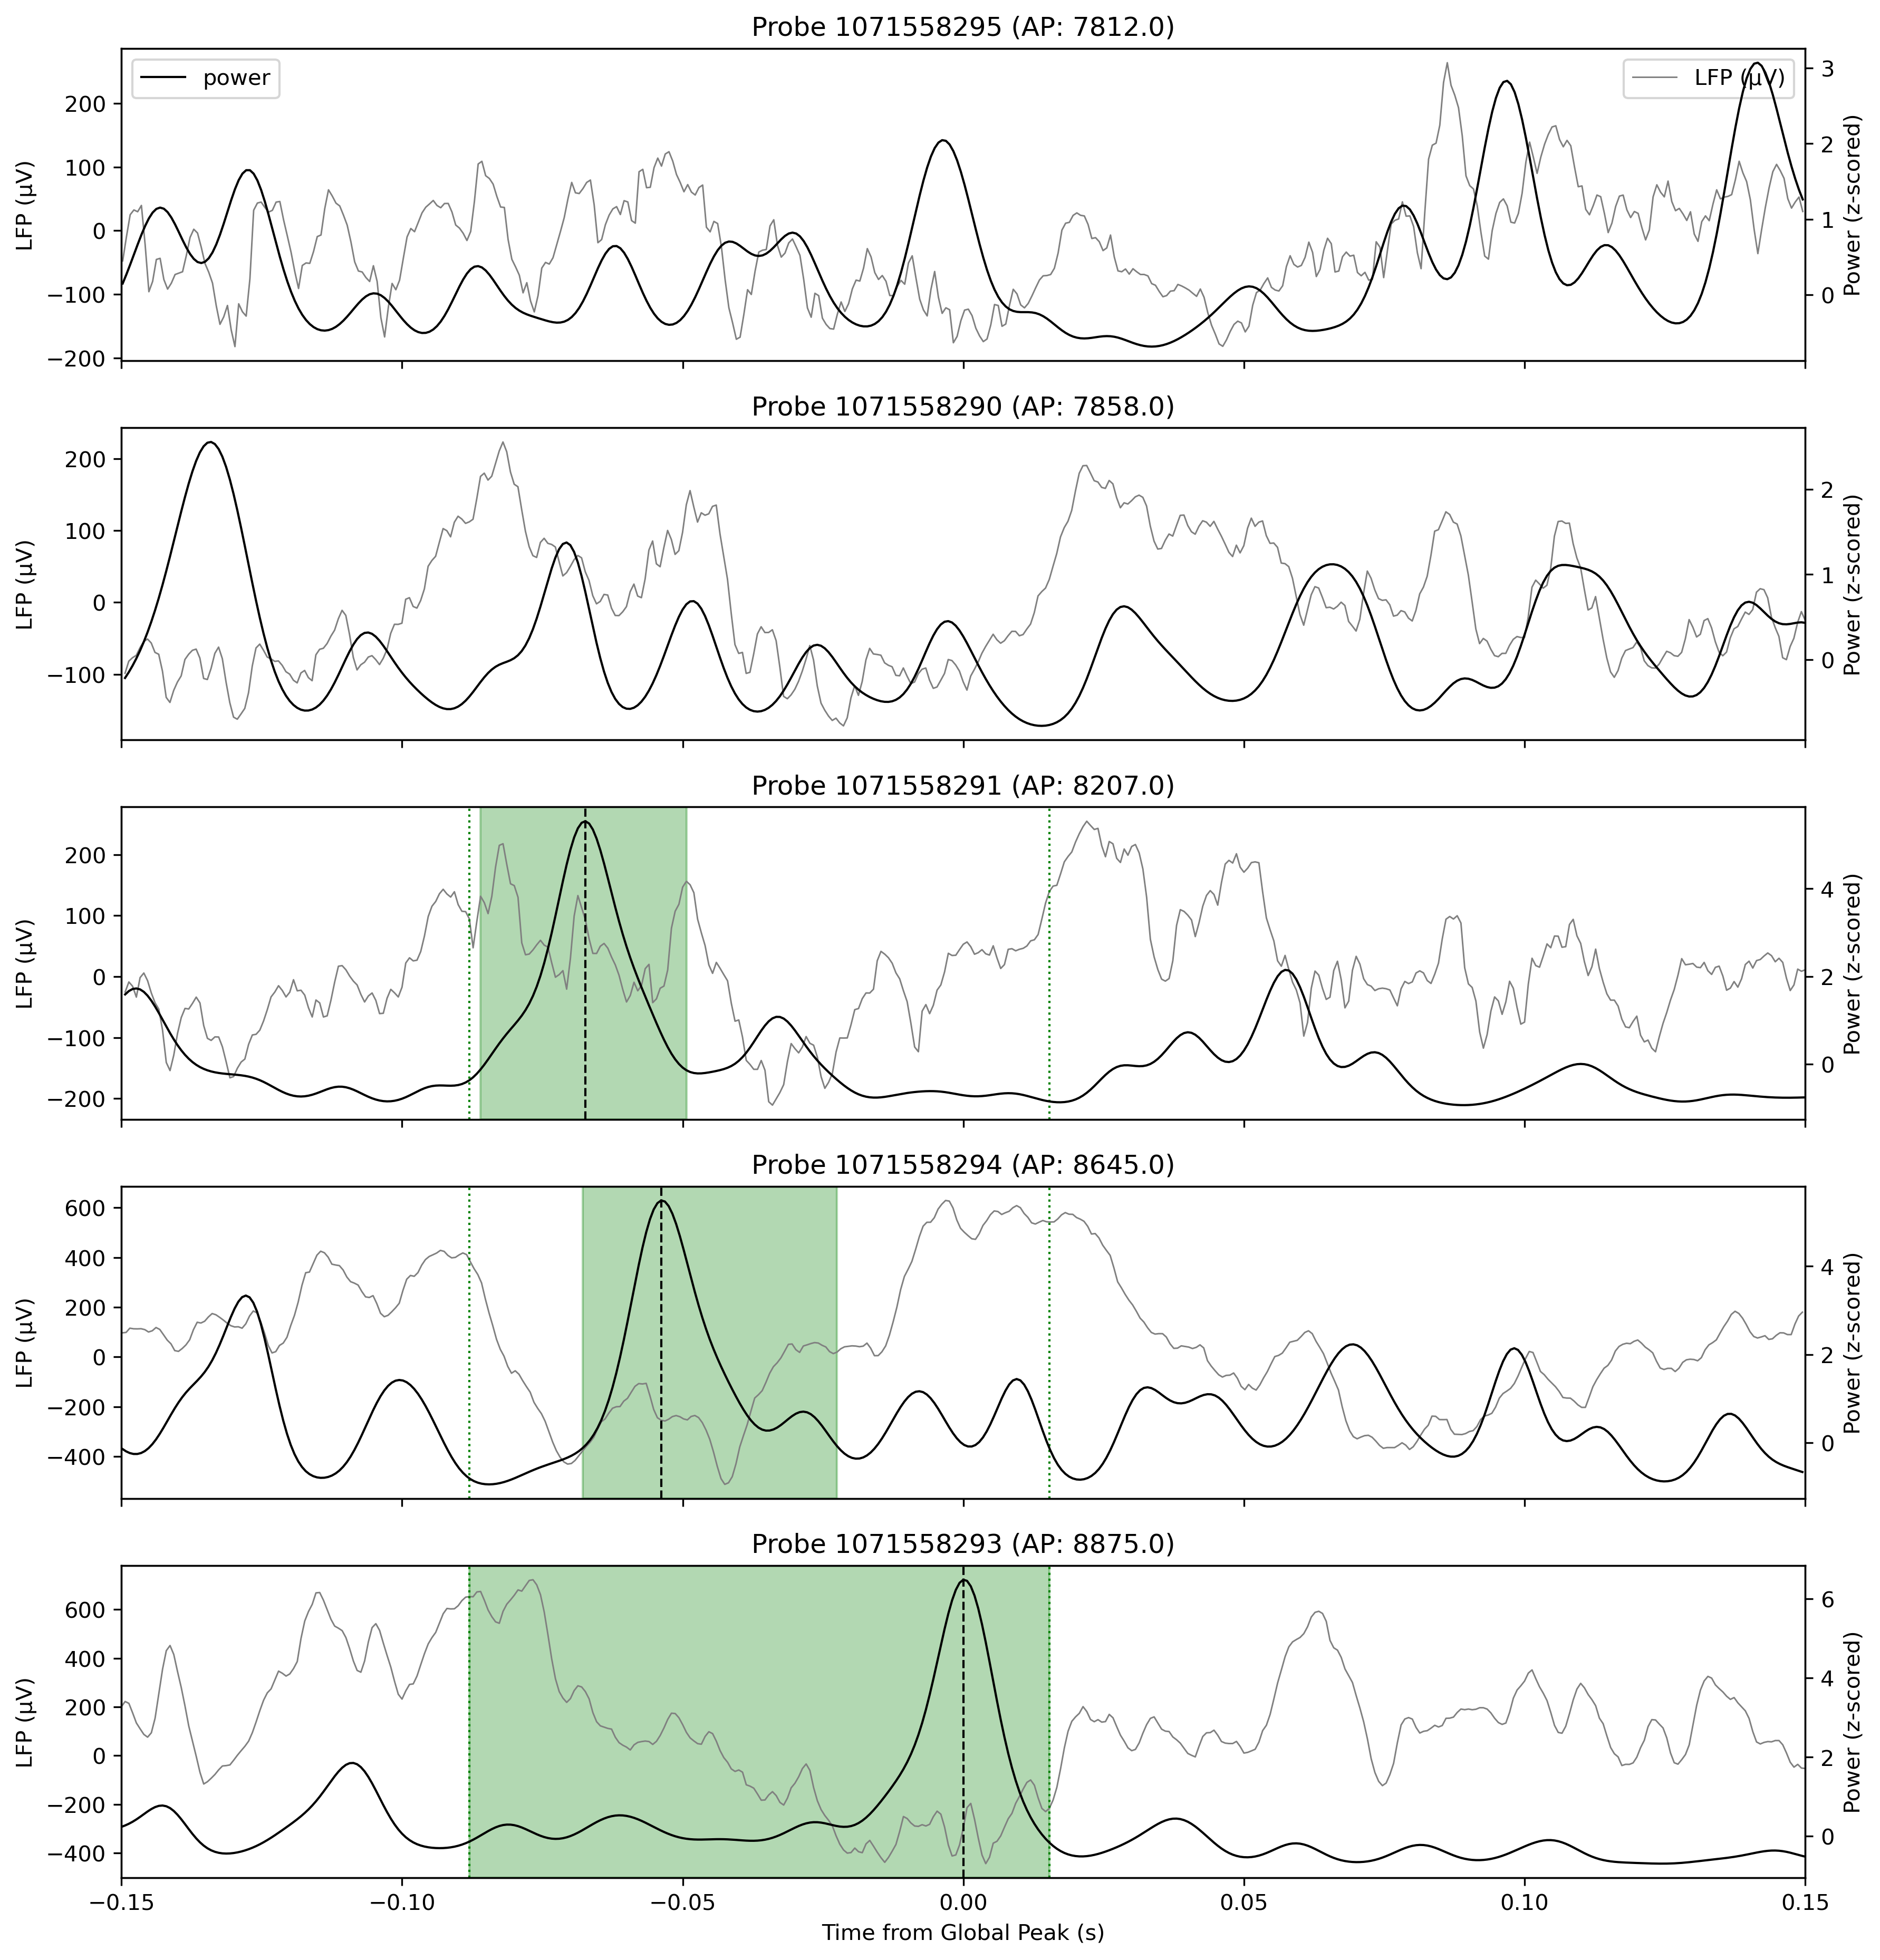 Probe 1071558295 (AP: 7812.0)
power
LFP (µV)
200
100
0
−100
−200
LFP (µV)
3
2
1
0
Power (z-scored)
Probe 1071558290 (AP: 7858.0)
200
100
0
−100
LFP (µV)
2
1
0
Power (z-scored)
Probe 1071558291 (AP: 8207.0)
200
100
0
−100
−200
LFP (µV)
4
2
0
Power (z-scored)
Probe 1071558294 (AP: 8645.0)
600
400
200
0
−200
−400
LFP (µV)
4
2
0
Power (z-scored)
Probe 1071558293 (AP: 8875.0)
600
400
200
0
−200
−400
LFP (µV)
6
4
2
0
Power (z-scored)
−0.15 −0.10 −0.05 0.00 0.05 0.10 0.15
Time from Global Peak (s)